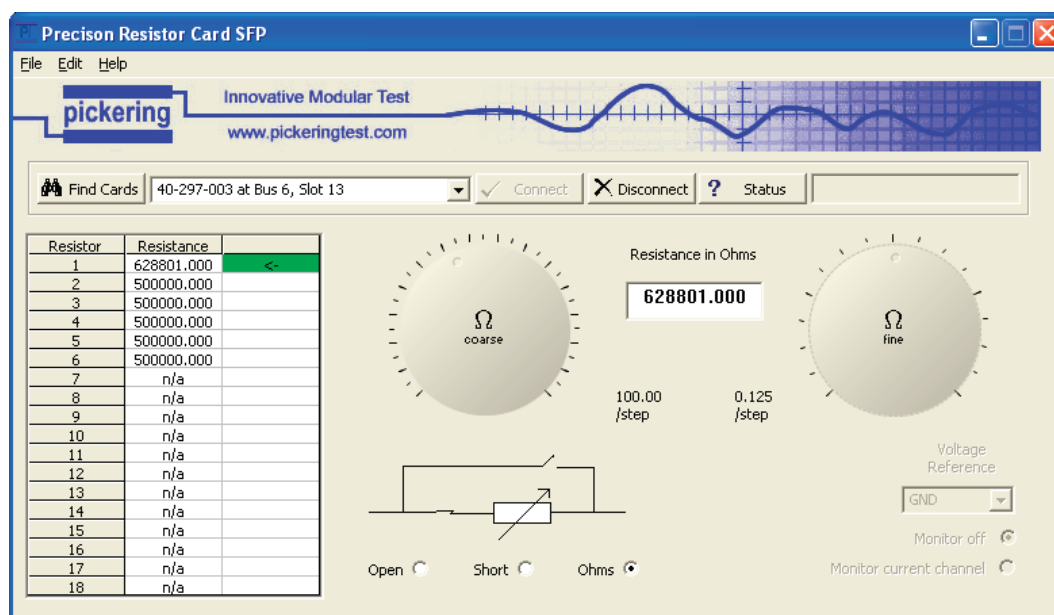 Precison Resistor Card SFP
File Edit Help
pickering
Innovative Modular Test
www.pickeringtest.com
Find Cards 40-297-003 at Bus 6, Slot 13 Connect Disconnect ? Status
Resistor Resistance
1 628801.000 <-
2 500000.000
3 500000.000
4 500000.000
5 500000.000
6 500000.000
7 n/a
8 n/a
9 n/a
10 n/a
11 n/a
12 n/a
13 n/a
14 n/a
15 n/a
16 n/a
17 n/a
18 n/a
Ω
coarse
Resistance in Ohms
628801.000
100.00
/step
0.125
/step
Ω
fine
Open Short Ohms
Voltage
Reference
GND
Monitor off
Monitor current channel